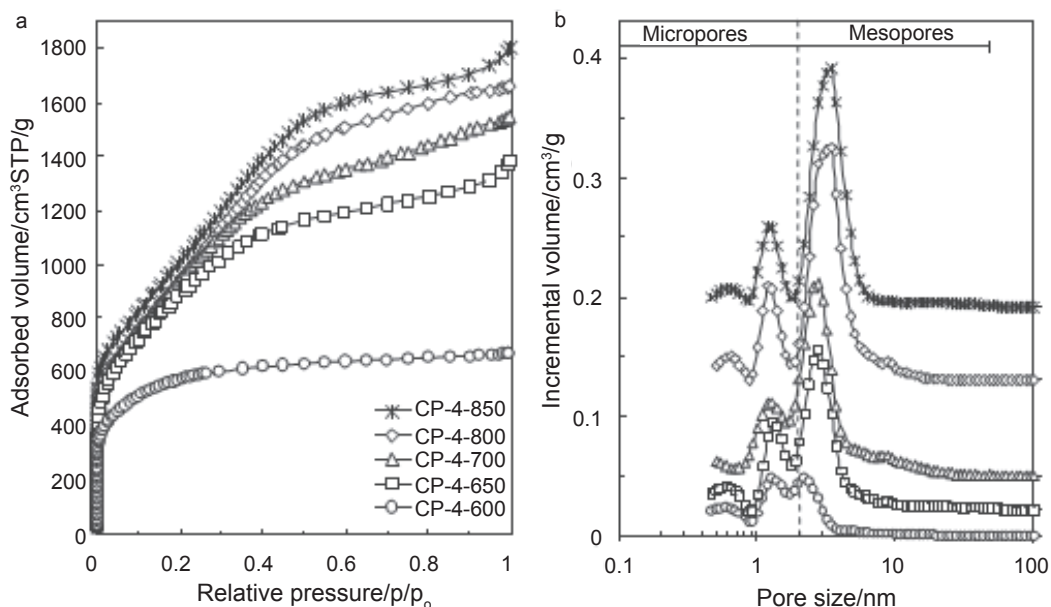 a
1800
1600
1400
1200
1000
800
600
400
200
0
Adsorbed volume/cm³STP/g
CP-4-850
CP-4-800
CP-4-700
CP-4-650
CP-4-600
0 0.2 0.4 0.6 0.8 1
Relative pressure/p/p₀
b
Micropores Mesopores
0.4
0.3
0.2
0.1
0
Incremental volume/cm³/g
0.1 1 10 100
Pore size/nm